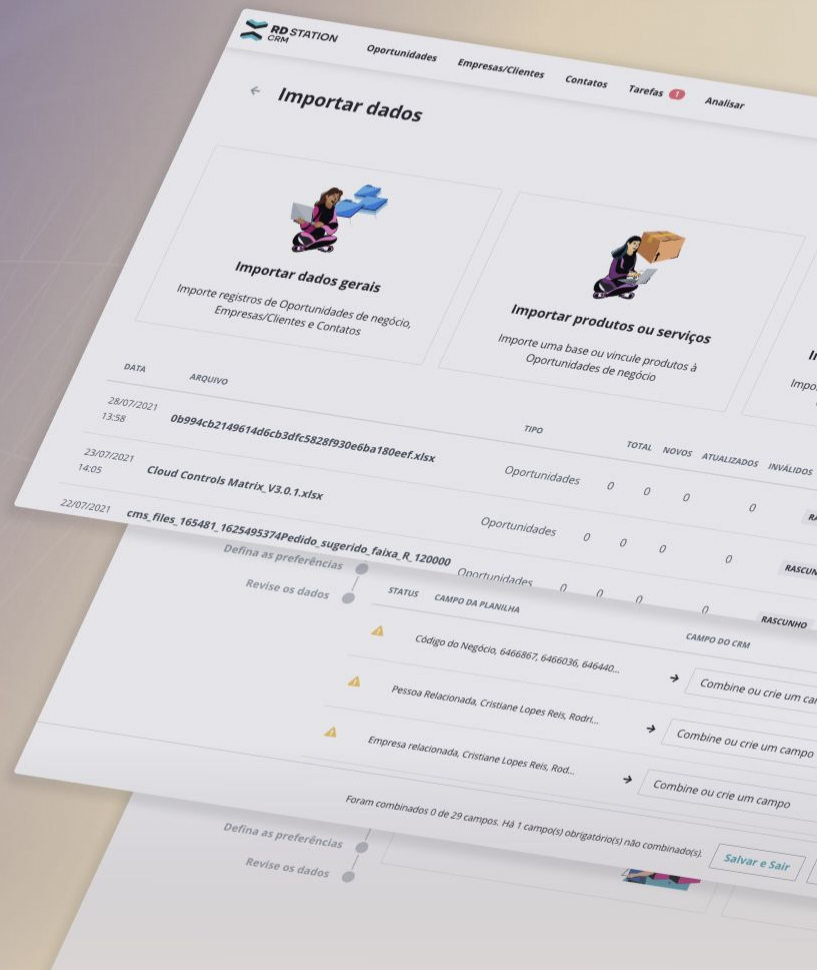 RD STATION
CRM
Oportunidades Empresas/Clientes Contatos Tarefas 1 Analisar
← Importar dados
Importar dados gerais
Importe registros de Oportunidades de negócio,
Empresas/Clientes e Contatos
Importar produtos ou serviços
Importe uma base ou vincule produtos à
Oportunidades de negócio
DATA ARQUIVO TIPO TOTAL NOVOS ATUALIZADOS INVÁLIDOS
28/07/2021
13:58
0b994cb2149614d6cb3dfc5828f930e6ba180eef.xlsx Oportunidades 0 0 0 0
23/07/2021
14:05
Cloud Controls Matrix_V3.0.1.xlsx Oportunidades 0 0 0 0
22/07/2021 cms_files_165481_1625495374Pedido_sugerido_faixa_R_120000 Oportunidades 0 0 0 0 RASCUNHO
Defina as preferências
Revise os dados
STATUS CAMPO DA PLANILHA CAMPO DO CRM
Código do Negócio, 6466867, 6466036, 646440... → Combine ou crie um
Pessoa Relacionada, Cristiane Lopes Reis, Rodri... → Combine ou crie um campo
Empresa relacionada, Cristiane Lopes Reis, Rod... → Combine ou crie um campo
Foram combinados 0 de 29 campos. Há 1 campo(s) obrigatório(s) não combinado(s).
Salvar e Sair
Defina as preferências
Revise os dados